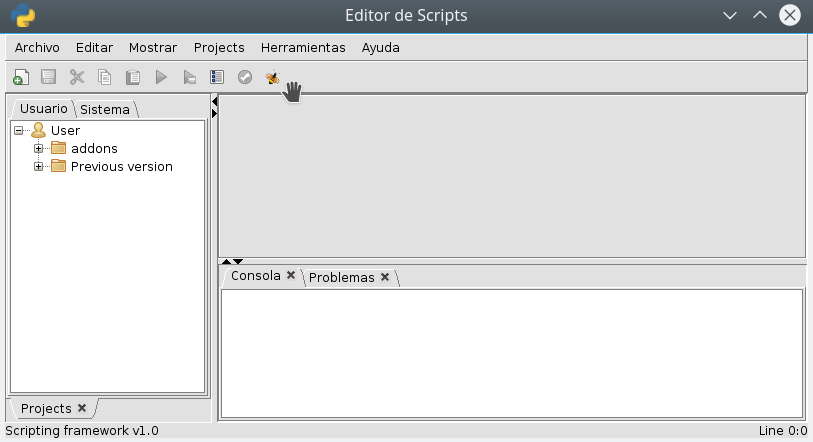 Editor de Scripts
Archivo Editar Mostrar Projects Herramientas Ayuda
Usuario Sistema
User
addons
Previous version
Consola Problemas
Projects
Scripting framework v1.0 Line 0:0